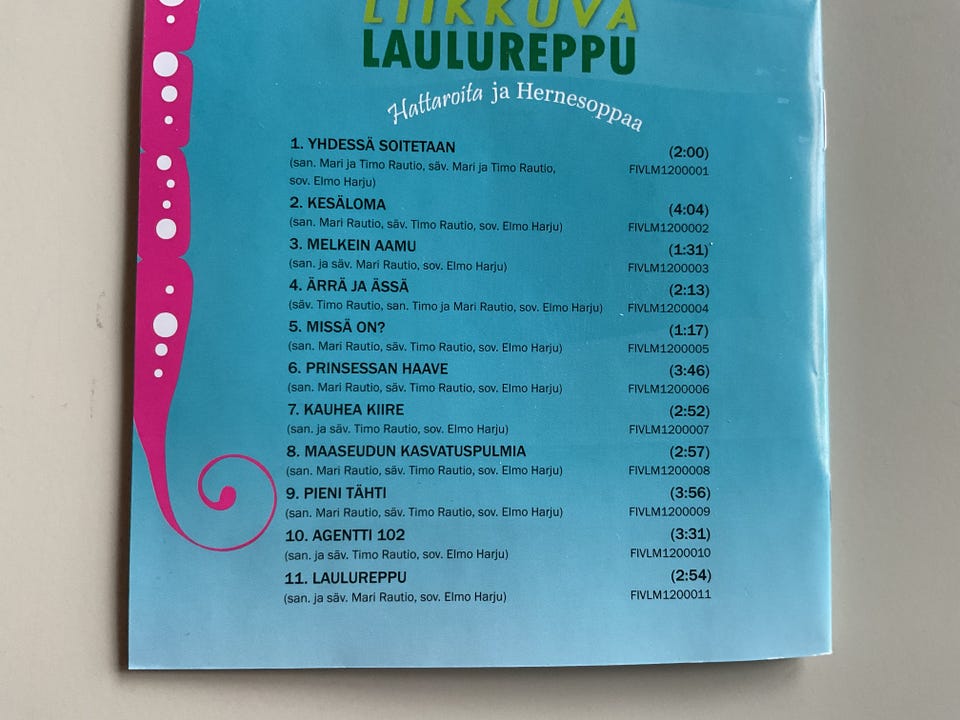 LIIKKUVA
LAULUREPPU
Hattaroita ja Hernesoppaa
1. YHDESSÄ SOITETAAN (2:00)
(san. Mari ja Timo Rautio, säv. Mari ja Timo Rautio, FIVLM1200001
sov. Elmo Harju)
2. KESÄLOMA (4:04)
(san. Mari Rautio, säv. Timo Rautio, sov. Elmo Harju) FIVLM1200002
3. MELKEIN AAMU (1:31)
(san. ja säv. Mari Rautio, sov. Elmo Harju) FIVLM1200003
4. ÄRRÄ JA ÄSSÄ (2:13)
(säv. Timo Rautio, san. Timo ja Mari Rautio, sov. Elmo Harju) FIVLM1200004
5. MISSÄ ON? (1:17)
(san. Mari Rautio, säv. Timo Rautio, sov. Elmo Harju) FIVLM1200005
6. PRINSESSAN HAAVE (3:46)
(san. Mari Rautio, säv. Timo Rautio, sov. Elmo Harju) FIVLM1200006
7. KAUHEA KIIRE (2:52)
(san. ja säv. Timo Rautio, sov. Elmo Harju) FIVLM1200007
8. MAASEUDUN KASVATUSPULMIA (2:57)
(san. Mari Rautio, säv. Timo Rautio, sov. Elmo Harju) FIVLM1200008
9. PIENI TÄHTI (3:56)
(san. Mari Rautio, säv. Timo Rautio, sov. Elmo Harju) FIVLM1200009
10. AGENTTI 102 (3:31)
(san. ja säv. Timo Rautio, sov. Elmo Harju) FIVLM1200010
11. LAULUREPPU (2:54)
(san. ja säv. Mari Rautio, sov. Elmo Harju) FIVLM1200011